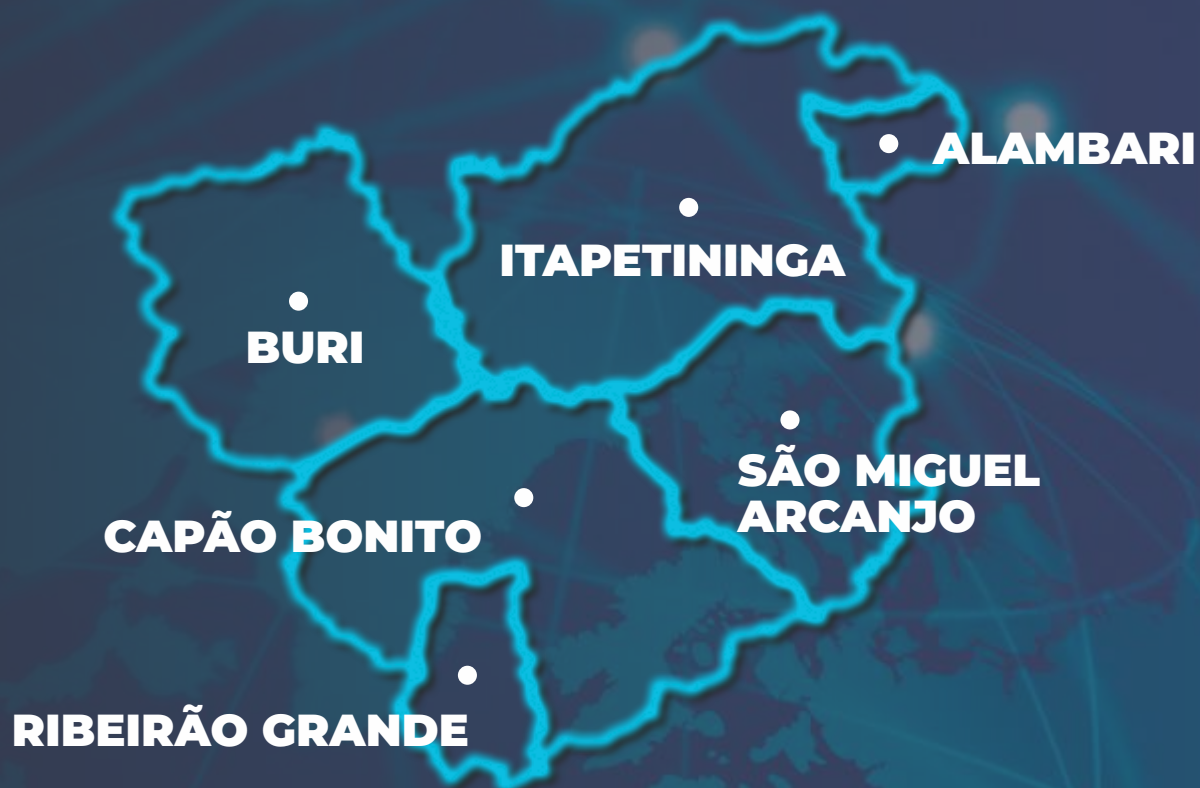 ALAMBARI
ITAPETININGA
BURI
SÃO MIGUEL
ARCANJO
CAPÃO BONITO
RIBEIRÃO GRANDE